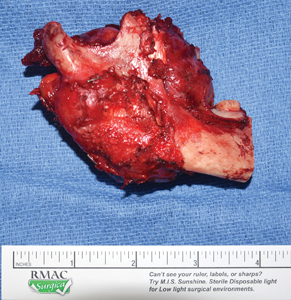 INCHES 1 2 3 4
RMAC
Surgical
Can't see your ruler, labels, or sharps?
Try M.I.S. Sunshine. Sterile Disposable light
for Low light surgical environments.